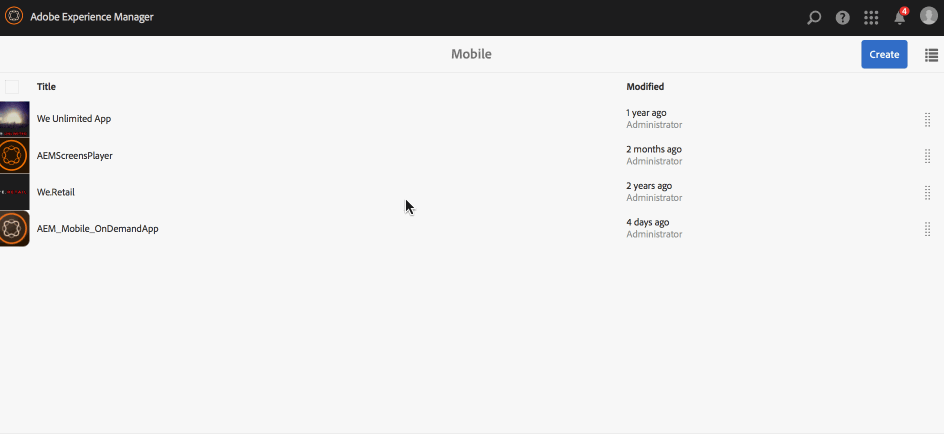 Adobe Experience Manager
4
Mobile
Create
Title
Modified
We Unlimited App
1 year ago
Administrator
AEMScreensPlayer
2 months ago
Administrator
We.Retail
2 years ago
Administrator
AEM_Mobile_OnDemandApp
4 days ago
Administrator